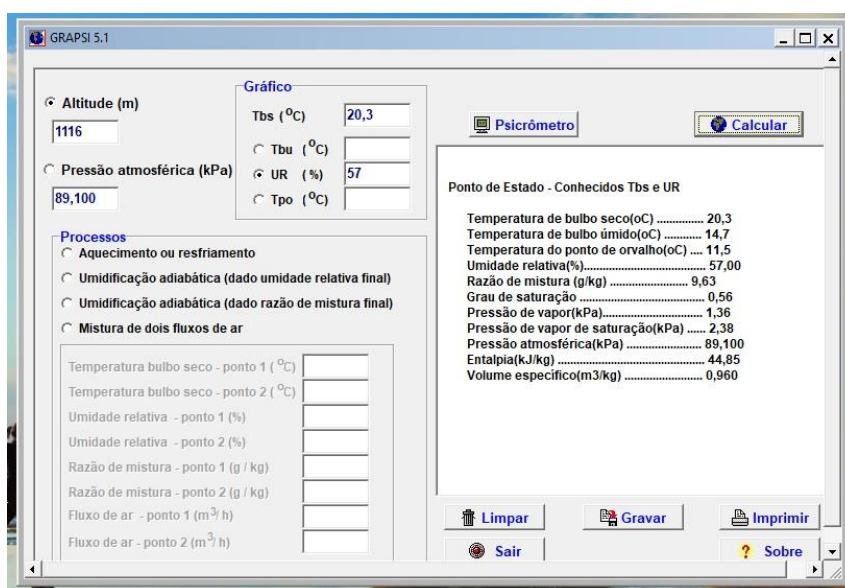 GRAPSI 5.1
Altitude (m)
1116
Pressão atmosférica (kPa)
89,100
Gráfico
Tbs (ºC) 20,3
Tbu (ºC)
UR (%) 57
Tpo (ºC)
Processos
Aquecimento ou resfriamento
Umidificação adiabática (dado umidade relativa final)
Umidificação adiabática (dado razão de mistura final)
Mistura de dois fluxos de ar
Temperatura bulbo seco - ponto 1 (ºC)
Temperatura bulbo seco - ponto 2 (ºC)
Umidade relativa - ponto 1 (%)
Umidade relativa - ponto 2 (%)
Razão de mistura - ponto 1 (g / kg)
Razão de mistura - ponto 2 (g / kg)
Fluxo de ar - ponto 1 (m³/ h)
Fluxo de ar - ponto 2 (m³/ h)
Psicrômetro
Calcular
Ponto de Estado - Conhecidos Tbs e UR
Temperatura de bulbo seco(oC) ............... 20,3
Temperatura de bulbo úmido(oC) ............ 14,7
Temperatura do ponto de orvalho(oC) .... 11,5
Umidade relativa(%)....................................... 57,00
Razão de mistura (g/kg) ......................... 9,63
Grau de saturação ........................................ 0,56
Pressão de vapor(kPa)................................ 1,36
Pressão de vapor de saturação(kPa) ...... 2,38
Pressão atmosférica(kPa) ........................ 89,100
Entalpia(kJ/kg) ............................................... 44,85
Volume específico(m3/kg) ......................... 0,960
Limpar
Gravar
Imprimir
Sair
Sobre